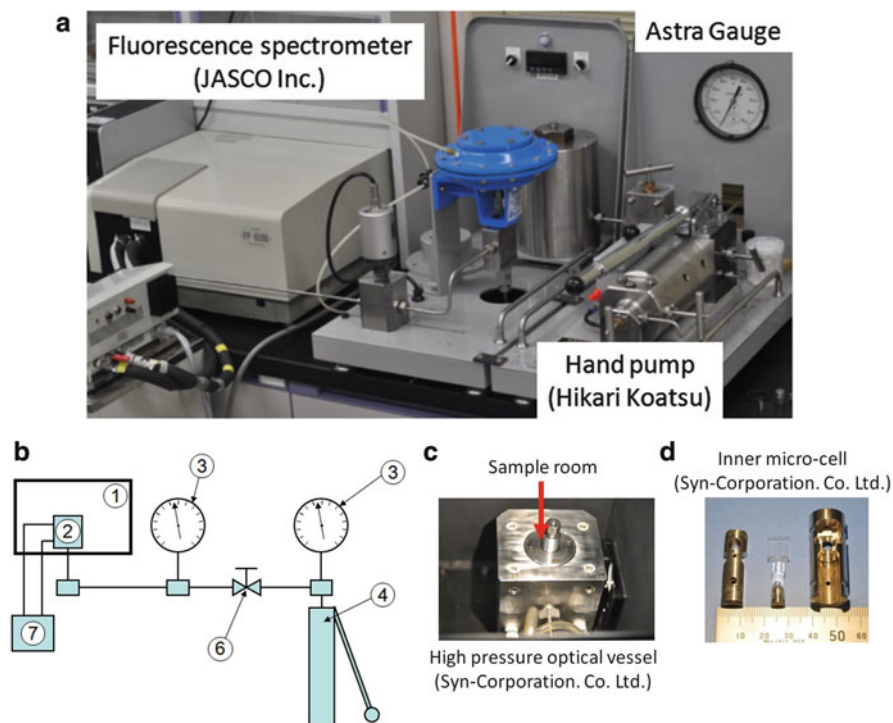 a
Fluorescence spectrometer
(JASCO Inc.)
Astra Gauge
Hand pump
(Hikari Koatsu)
b
1
2
3
3
4
6
7
c
Sample room
High pressure optical vessel
(Syn-Corporation. Co. Ltd.)
d
Inner micro-cell
(Syn-Corporation. Co. Ltd.)
10 20 30 40 50 60